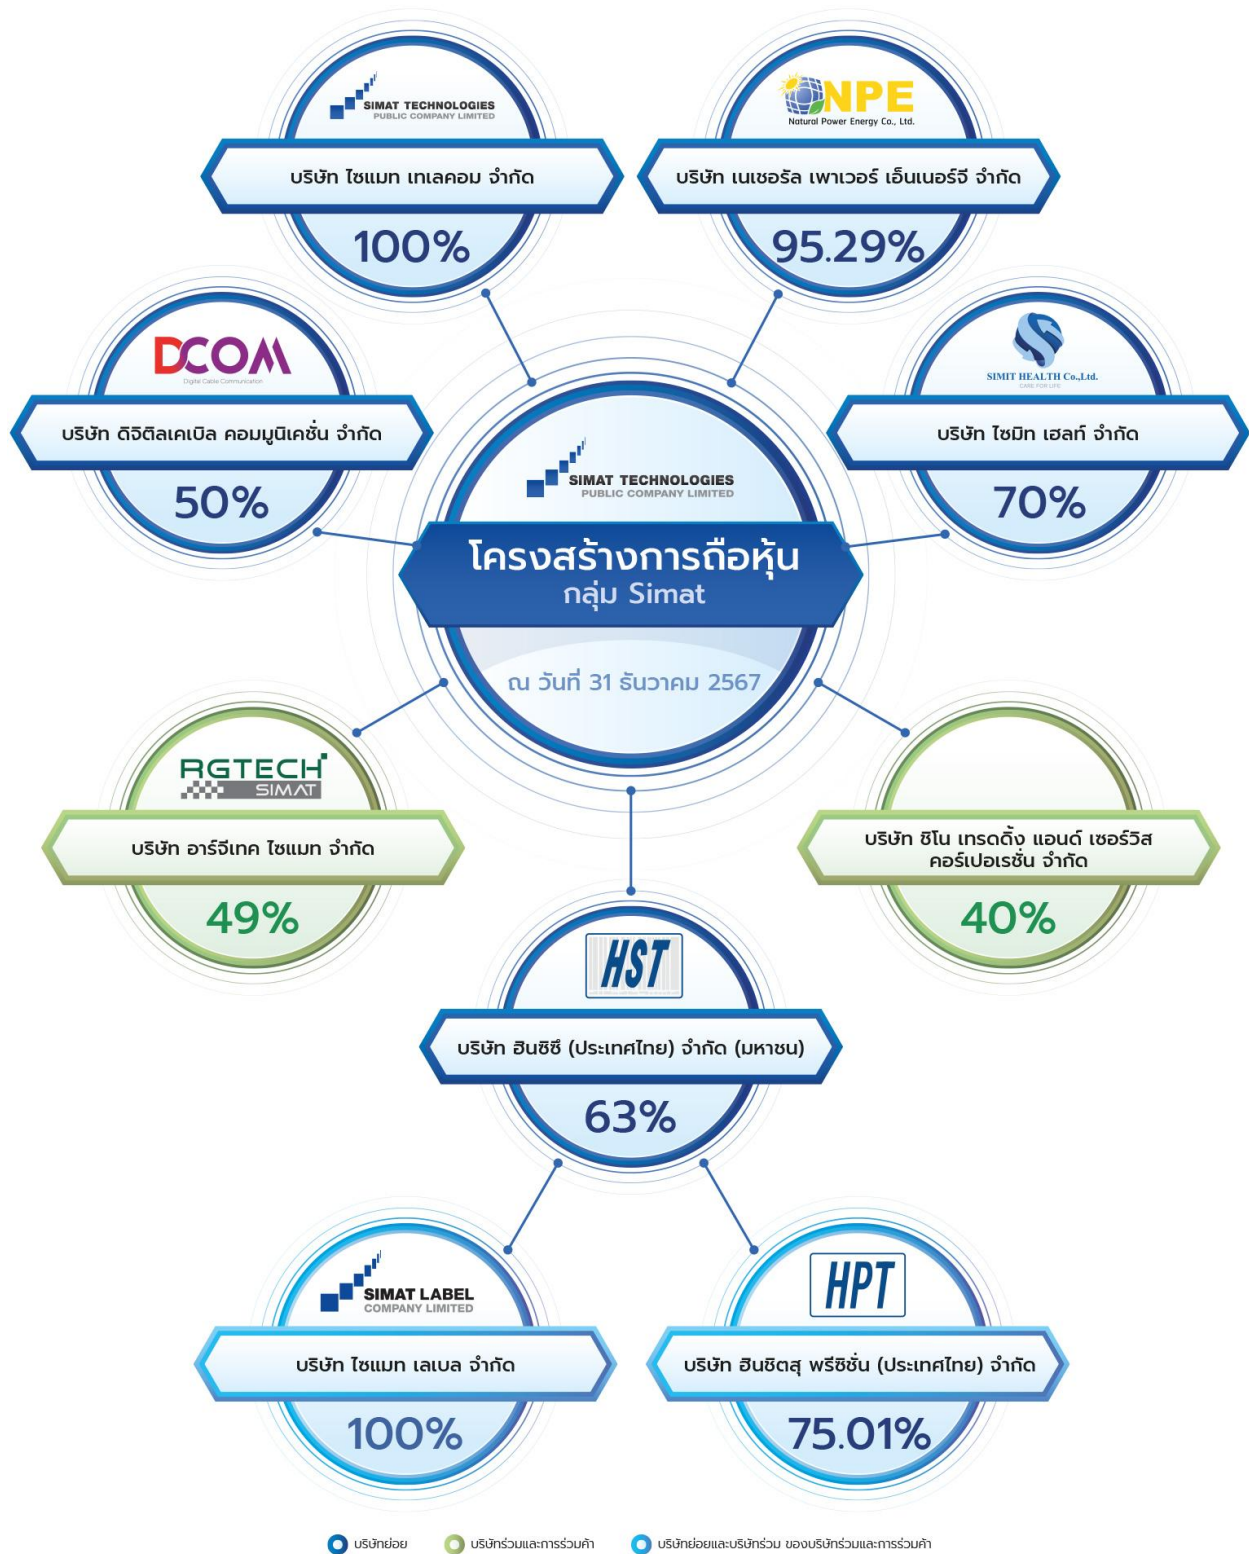 SIMAT TECHNOLOGIES
PUBLIC COMPANY LIMITED
บริษัท ไซแมท เทเลคอม จำกัด
100%
NPE
Natural Power Energy Co., Ltd.
บริษัท เนเชอรัล เพาเวอร์ เอ็นเนอร์จี จำกัด
95.29%
DCOM
Digital Cable Communication
บริษัท ดิจิตลเคเบิล คอมมูนิเคชั่น จำกัด
50%
SIMIT HEALTH Co.,Ltd.
CARE FOR LIFE
บริษัท ไซมิท เฮลท์ จำกัด
70%
SIMAT TECHNOLOGIES
PUBLIC COMPANY LIMITED
โครงสร้างการถือหุ้น
กลุ่ม Simat
ณ วันที่ 31 ธันวาคม 2567
RGTECH
SIMAT
บริษัท อาร์จีเทค ไซแมท จำกัด
49%
บริษัท ชิโน เทรดดิ้ง แอนด์ เซอร์วิส
คอร์เปอเรชั่น จำกัด
40%
HST
บริษัท ฮินซิซึ (ประเทศไทย) จำกัด (มหาชน)
63%
SIMAT LABEL
COMPANY LIMITED
บริษัท ไซแมท เลเบล จำกัด
100%
HPT
บริษัท ฮินชิตสุ พรีซิชั่น (ประเทศไทย) จำกัด
75.01%
บริษัทย่อย
บริษัทร่วมและการร่วมค้า
บริษัทย่อยและบริษัทร่วม ของบริษัทร่วมและการร่วมค้า